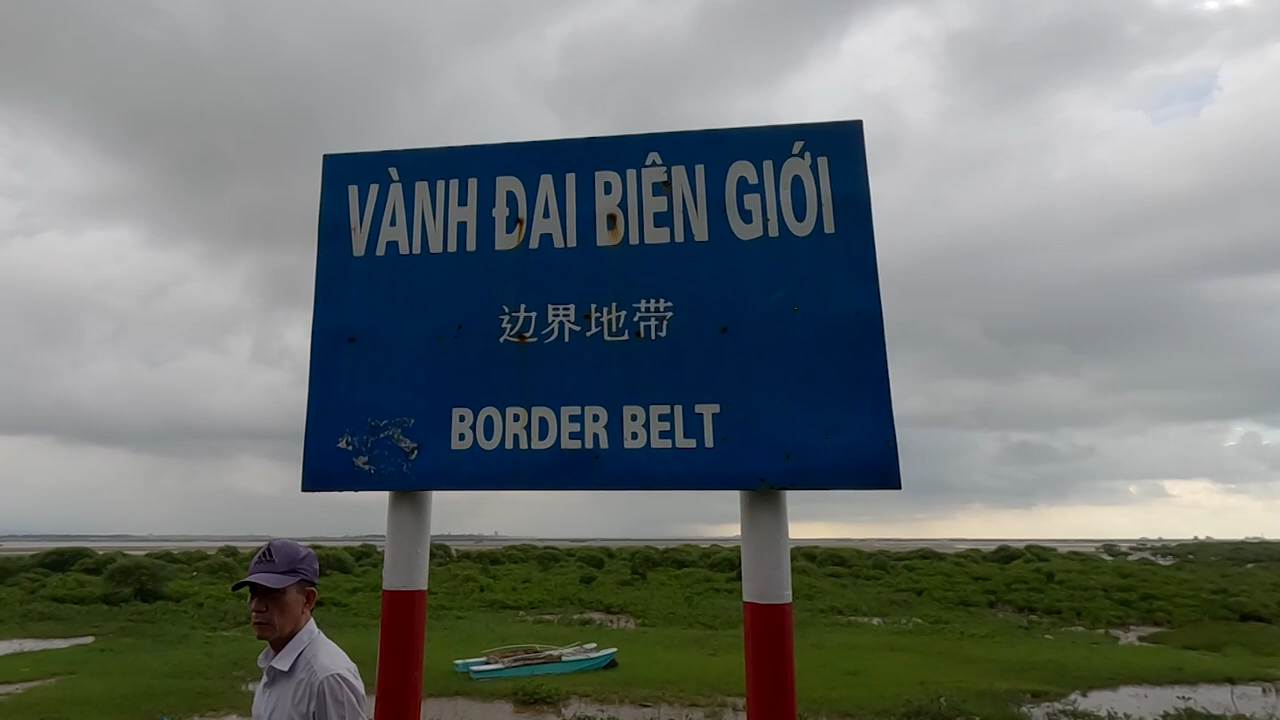 VÀNH ĐAI BIÊN GIỚI
边界地带
BORDER BELT